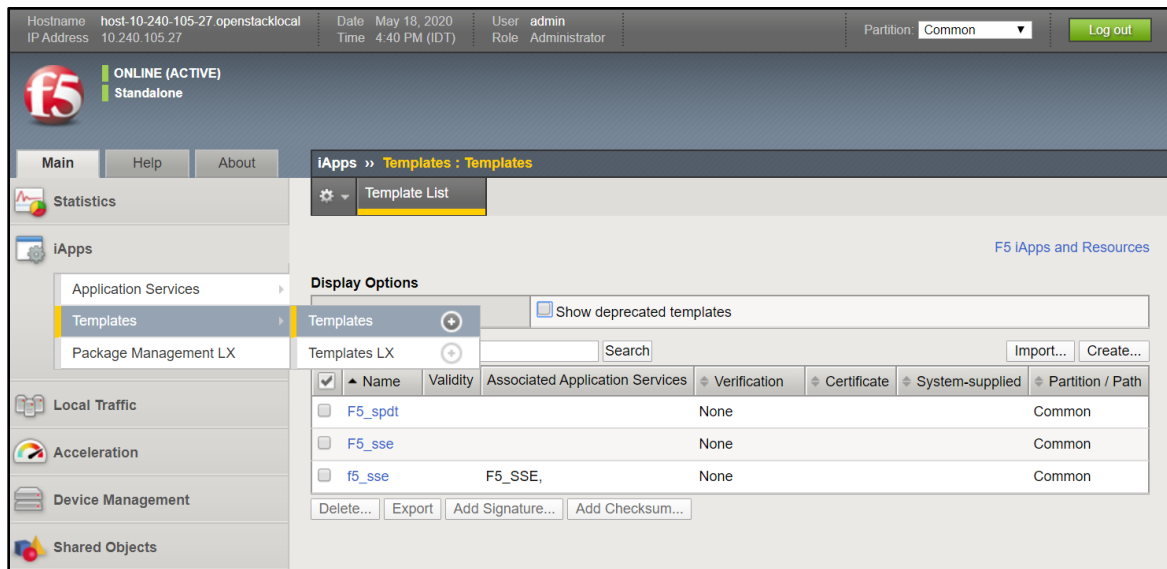 Hostname host-10-240-105-27.openstacklocal Date May 18, 2020 User admin
IP Address 10.240.105.27 Time 4:40 PM (IDT) Role Administrator
Partition: Common Log out
f5
ONLINE (ACTIVE)
Standalone
Main Help About
iApps ›› Templates : Templates
Template List
Statistics
iApps
Application Services
Templates
Package Management LX
Templates
Templates LX
Local Traffic
Acceleration
Device Management
Shared Objects
F5 iApps and Resources
Display Options
Show deprecated templates
Search Import... Create...
Name Validity Associated Application Services Verification Certificate System-supplied Partition / Path
F5_spdt None Common
F5_sse None Common
f5_sse F5_SSE, None Common
Delete... Export Add Signature... Add Checksum...